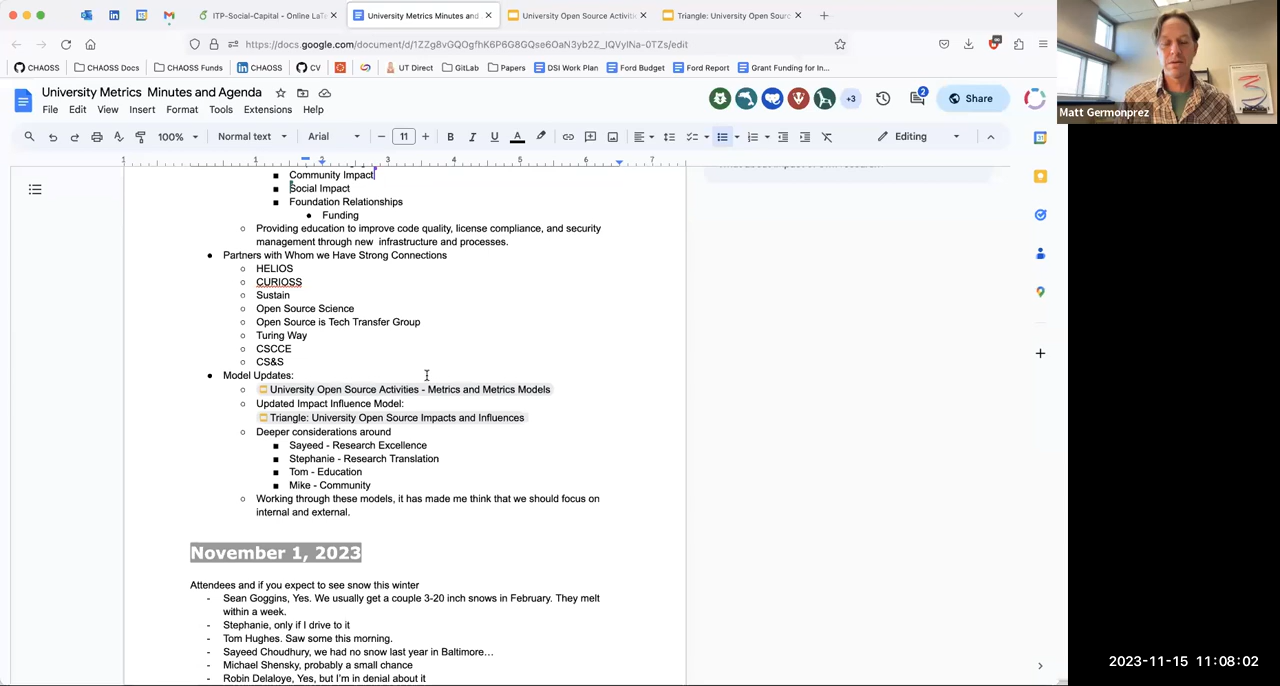 ITP-Social-Capital - Online LaTe
University Metrics Minutes and
University Open Source Activiti
Triangle: University Open Sour
https://docs.google.com/document/d/1ZZg8vGQOgfhK6P6G8GQse6OaN3yb2Z_IQVyINa-0TZs/edit
CHAOSS
CHAOSS Docs
CHAOSS Funds
CHAOSS
CV
UT Direct
GitLab
Papers
DSI Work Plan
Ford Budget
Ford Report
Grant Funding for In...
University Metrics Minutes and Agenda
File Edit View Insert Format Tools Extensions Help
+3
2
Share
100% Normal text Arial 11 B I U A Editing
1 1 2 3 4 5 6 7
Community Impact
Social Impact
Foundation Relationships
Funding
Providing education to improve code quality, license compliance, and security
management through new infrastructure and processes.
Partners with Whom we Have Strong Connections
HELIOS
CURIOSS
Sustain
Open Source Science
Open Source is Tech Transfer Group
Turing Way
CSCCE
CS&S
Model Updates:
University Open Source Activities - Metrics and Metrics Models
Updated Impact Influence Model:
Triangle: University Open Source Impacts and Influences
Deeper considerations around
Sayeed - Research Excellence
Stephanie - Research Translation
Tom - Education
Mike - Community
Working through these models, it has made me think that we should focus on
internal and external.
November 1, 2023
Attendees and if you expect to see snow this winter
- Sean Goggins, Yes. We usually get a couple 3-20 inch snows in February. They melt
within a week.
- Stephanie, only if I drive to it
- Tom Hughes. Saw some this morning.
- Sayeed Choudhury, we had no snow last year in Baltimore…
- Michael Shensky, probably a small chance
- Robin Delaloye, Yes, but I'm in denial about it
Matt Germonprez
2023-11-15 11:08:02